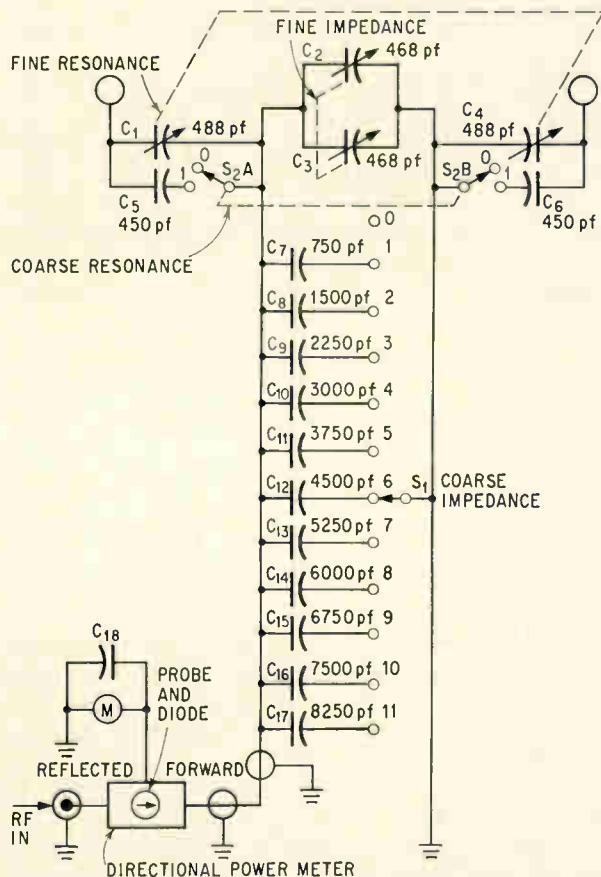 FINE IMPEDANCE
C2
468 pf
FINE RESONANCE
C1
488 pf
C3
468 pf
C4
488 pf
0
S2A
1
C5
450 pf
S2B
0
1
C6
450 pf
COARSE RESONANCE
0
C7 750 pf 1
C8 1500 pf 2
C9 2250 pf 3
C10 3000 pf 4
C11 3750 pf 5
C12 4500 pf 6 S1
COARSE
IMPEDANCE
C13 5250 pf 7
C14 6000 pf 8
C15 6750 pf 9
C16 7500 pf 10
C17 8250 pf 11
C18
M
PROBE
AND
DIODE
REFLECTED FORWARD
RF
IN
DIRECTIONAL POWER METER